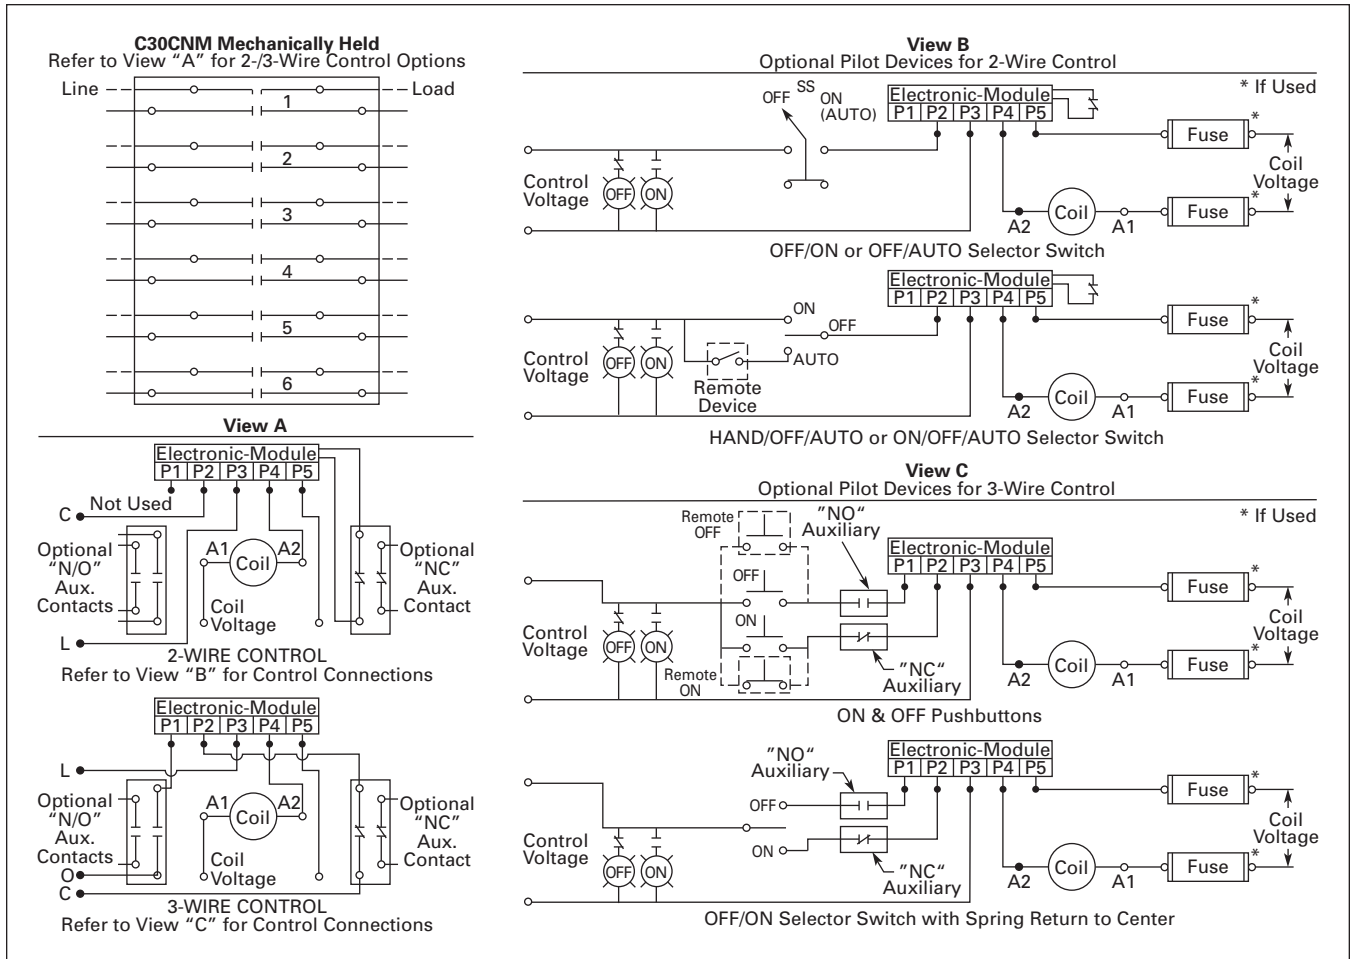 C30CNM Mechanically Held
Refer to View “A” for 2-/3-Wire Control Options
Line
Load
1
2
3
4
5
6
View A
Electronic-Module
P1 P2 P3 P4 P5
Not Used
C
Optional
“N/O”
Aux.
Contacts
A1
A2
Coil
Coil
Voltage
Optional
“NC”
Aux.
Contact
L
2-WIRE CONTROL
Refer to View “B” for Control Connections
Electronic-Module
P1 P2 P3 P4 P5
L
Optional
“N/O”
Aux.
Contacts
A1
A2
Coil
Coil
Voltage
Optional
“NC”
Aux.
Contact
O
C
3-WIRE CONTROL
Refer to View “C” for Control Connections
View B
Optional Pilot Devices for 2-Wire Control
* If Used
OFF
SS
ON
(AUTO)
Electronic-Module
P1 P2 P3 P4 P5
Fuse
*
Control
Voltage
OFF
ON
Coil
Voltage
A2
Coil
A1
Fuse
*
OFF/ON or OFF/AUTO Selector Switch
Electronic-Module
P1 P2 P3 P4 P5
ON
OFF
AUTO
Fuse
*
Control
Voltage
OFF
ON
Remote
Device
Coil
Voltage
A2
Coil
A1
Fuse
*
HAND/OFF/AUTO or ON/OFF/AUTO Selector Switch
View C
Optional Pilot Devices for 3-Wire Control
* If Used
Remote
OFF
”NO“
Auxiliary
Electronic-Module
P1 P2 P3 P4 P5
OFF
Fuse
*
ON
Control
Voltage
OFF
ON
Remote
ON
”NC“
Auxiliary
Coil
Voltage
A2
Coil
A1
Fuse
*
ON & OFF Pushbuttons
”NO“
Auxiliary
Electronic-Module
P1 P2 P3 P4 P5
OFF
Fuse
*
Control
Voltage
OFF
ON
ON
“NC“
Auxiliary
Coil
Voltage
A2
Coil
A1
Fuse
*
OFF/ON Selector Switch with Spring Return to Center